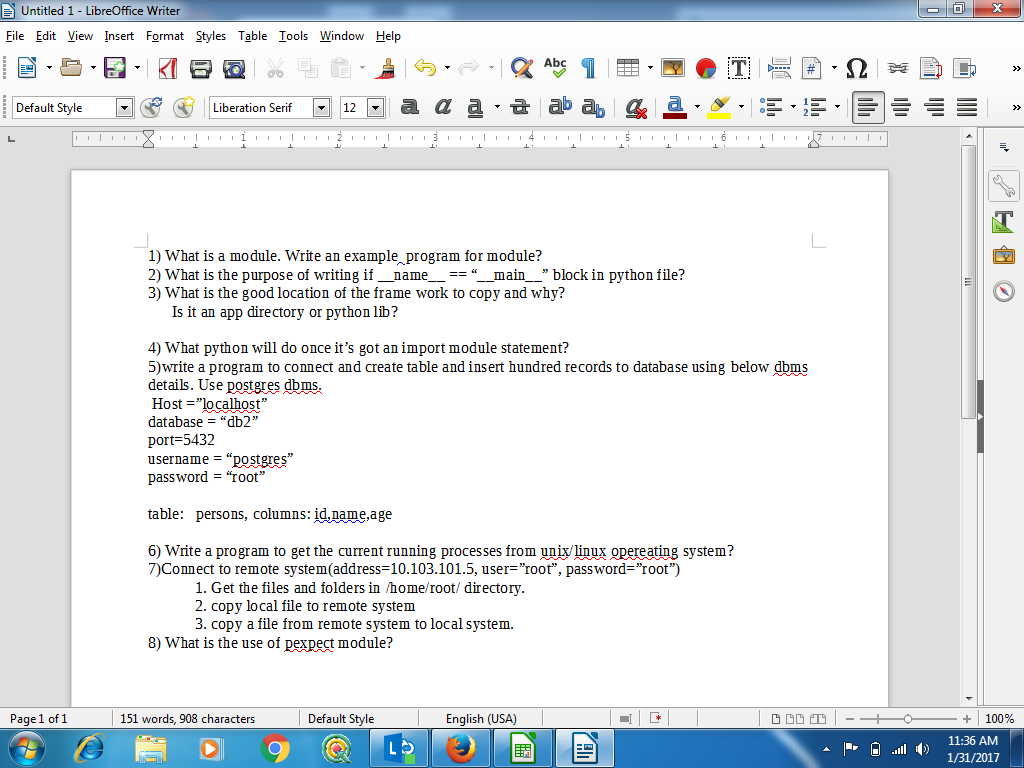 Untitled 1 - LibreOffice Writer
File Edit View Insert Format Styles Table Tools Window Help
Default Style Liberation Serif 12
1 2 3 4 5 6 7
1) What is a module. Write an example program for module?
2) What is the purpose of writing if __name__ == “__main__” block in python file?
3) What is the good location of the frame work to copy and why?
Is it an app directory or python lib?
4) What python will do once it’s got an import module statement?
5)write a program to connect and create table and insert hundred records to database using below dbms
details. Use postgres dbms.
Host =”localhost”
database = “db2”
port=5432
username = “postgres”
password = “root”
table: persons, columns: id,name,age
6) Write a program to get the current running processes from unix/linux opereating system?
7)Connect to remote system(address=10.103.101.5, user=”root”, password=”root”)
1. Get the files and folders in /home/root/ directory.
2. copy local file to remote system
3. copy a file from remote system to local system.
8) What is the use of pexpect module?
Page1 of 1 151 words, 908 characters Default Style English (USA) 100%
11:36 AM
1/31/2017